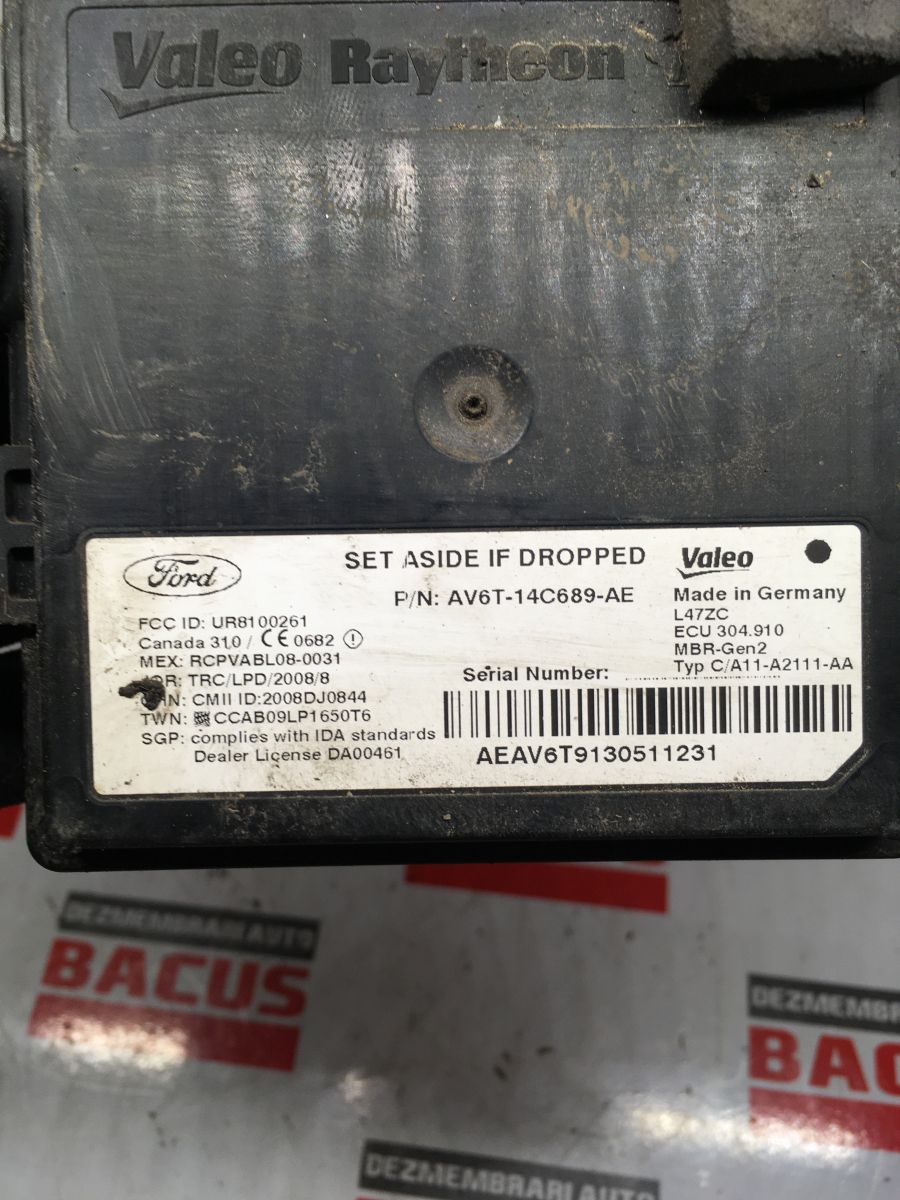 Valeo Raytheon
Ford
SET ASIDE IF DROPPED
Valeo
P/N: AV6T-14C689-AE
Made in Germany
L47ZC
ECU 304.910
MBR-Gen2
Typ C/A11-A2111-AA
FCC ID: UR8100261
Canada 310 / CE 0682
MEX: RCPVABL08-0031
TRC/LPD/2008/8
CMII ID:2008DJ0844
TWN: CCAB09LP1650T6
SGP: complies with IDA standards
Dealer License DA00461
Serial Number:
AEAV6T9130511231
DEZMEMBRARI AUTO
BACUS
DEZMEMBRARI
BACUS
DEZMEMBRARI AUTO